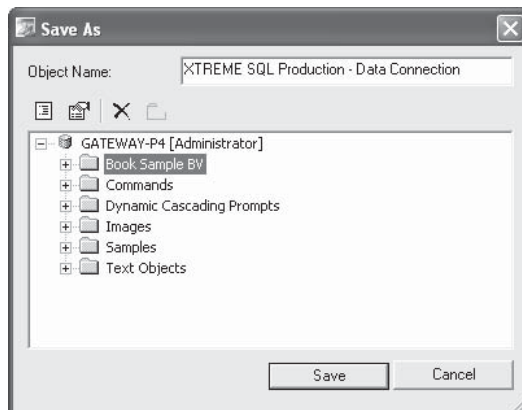 Save As
Object Name: XTREME SQL Production - Data Connection
GATEWAY-P4 [Administrator]
Book Sample BV
Commands
Dynamic Cascading Prompts
Images
Samples
Text Objects
Save Cancel